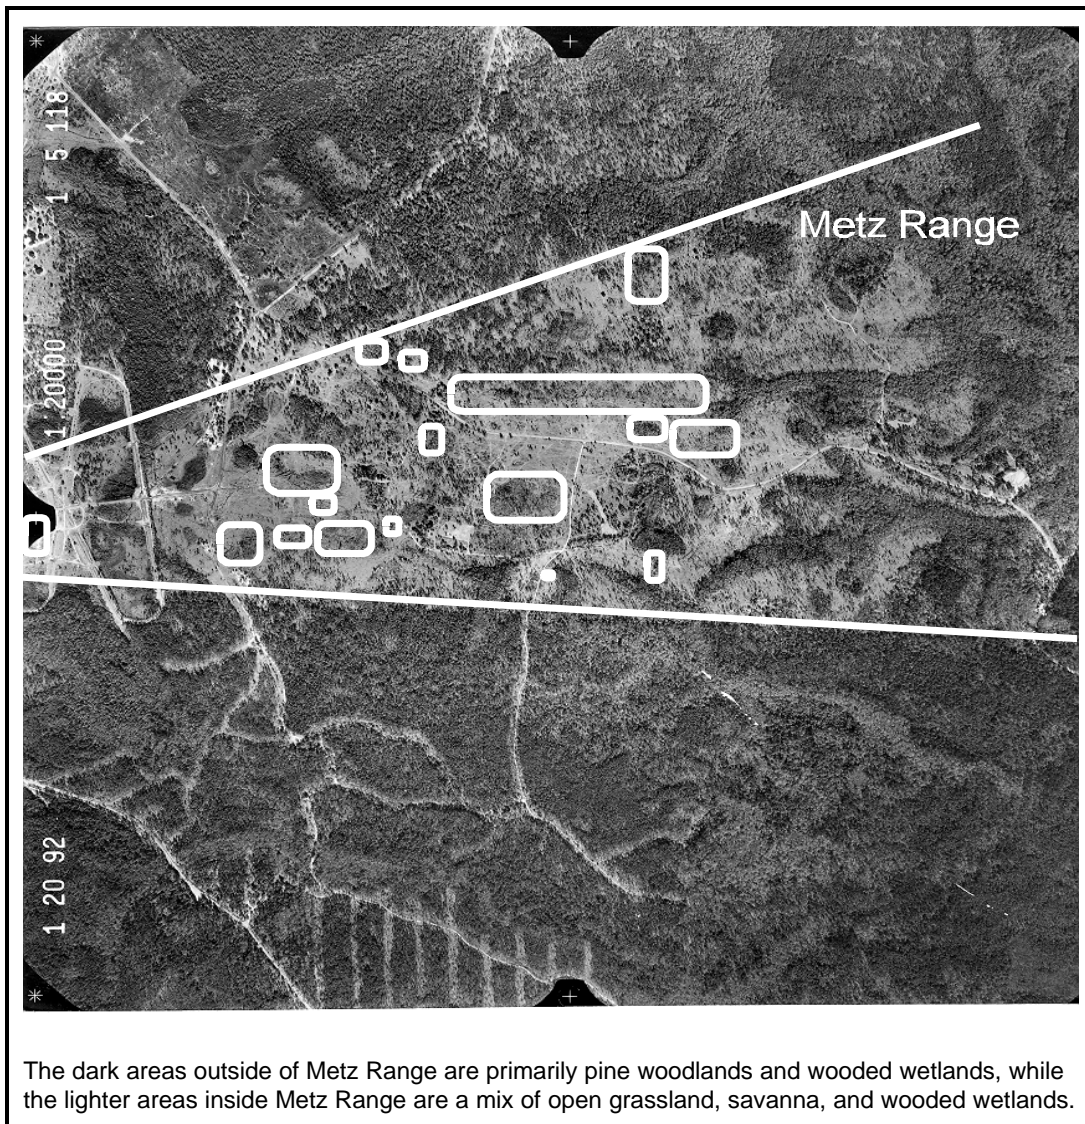 1 5 118
Metz Range
1 20000
1 20 92
The dark areas outside of Metz Range are primarily pine woodlands and wooded wetlands, while
the lighter areas inside Metz Range are a mix of open grassland, savanna, and wooded wetlands.